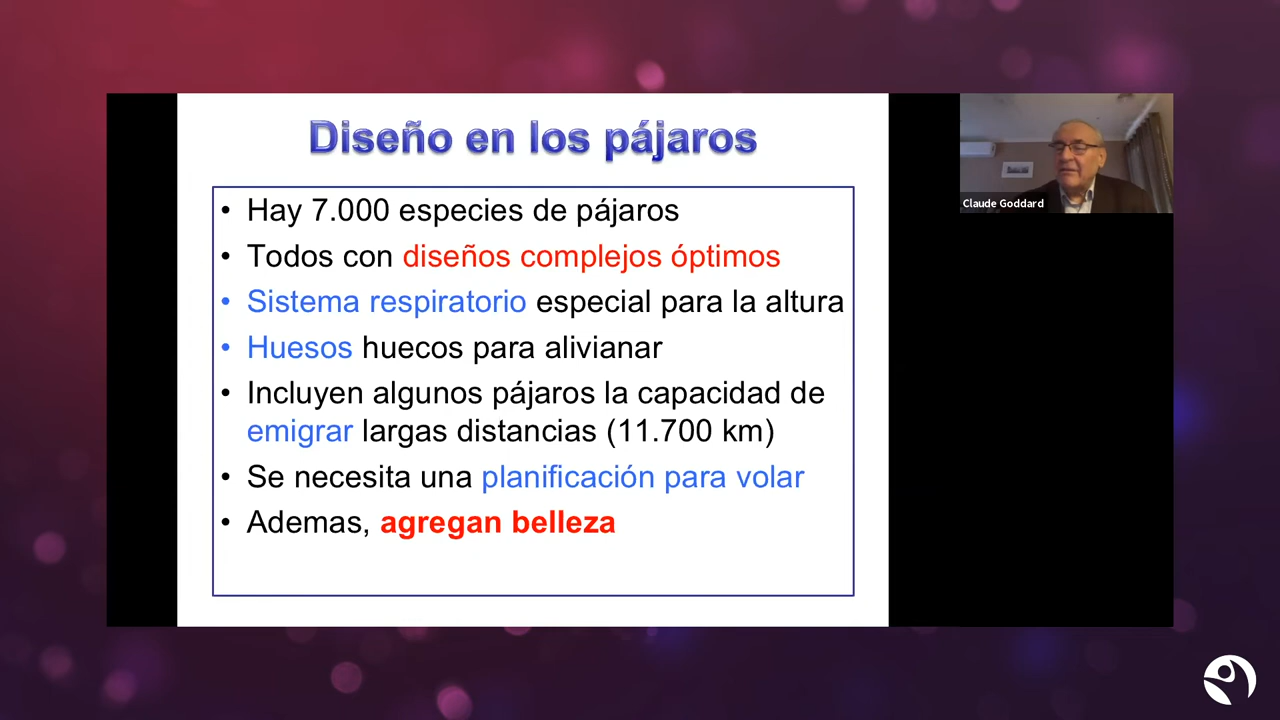 Diseño en los pájaros
• Hay 7.000 especies de pájaros
• Todos con diseños complejos óptimos
• Sistema respiratorio especial para la altura
• Huesos huecos para alivianar
• Incluyen algunos pájaros la capacidad de
emigrar largas distancias (11.700 km)
• Se necesita una planificación para volar
• Ademas, agregan belleza
Claude Goddard